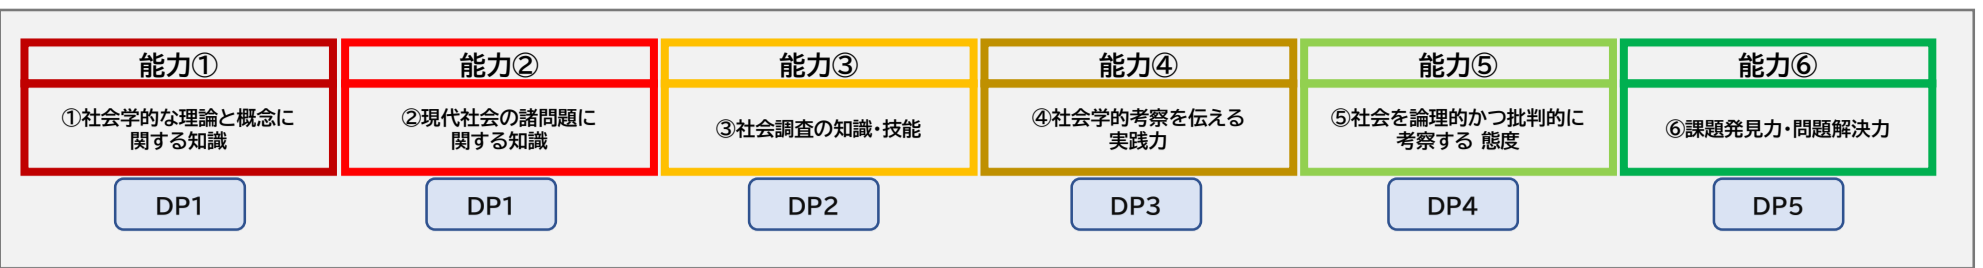 能力①
能力②
能力③
能力④
能力⑤
能力⑥
①社会学的な理論と概念に
関する知識
②現代社会の諸問題に
関する知識
③社会調査の知識・技能
④社会学的考察を伝える
実践力
⑤社会を論理的かつ批判的に
考察する 態度
⑥課題発見力・問題解決力
DP1
DP1
DP2
DP3
DP4
DP5